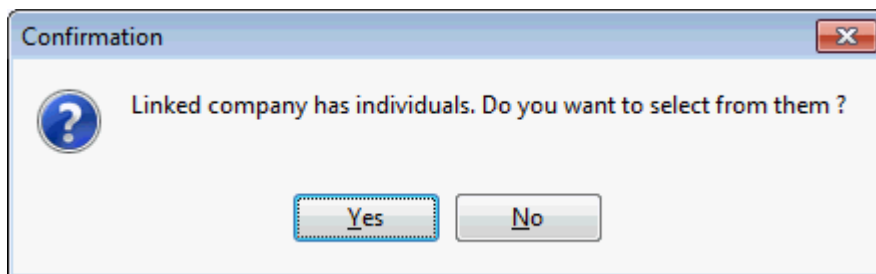 Confirmation
Linked company has individuals. Do you want to select from them ?
Yes
No